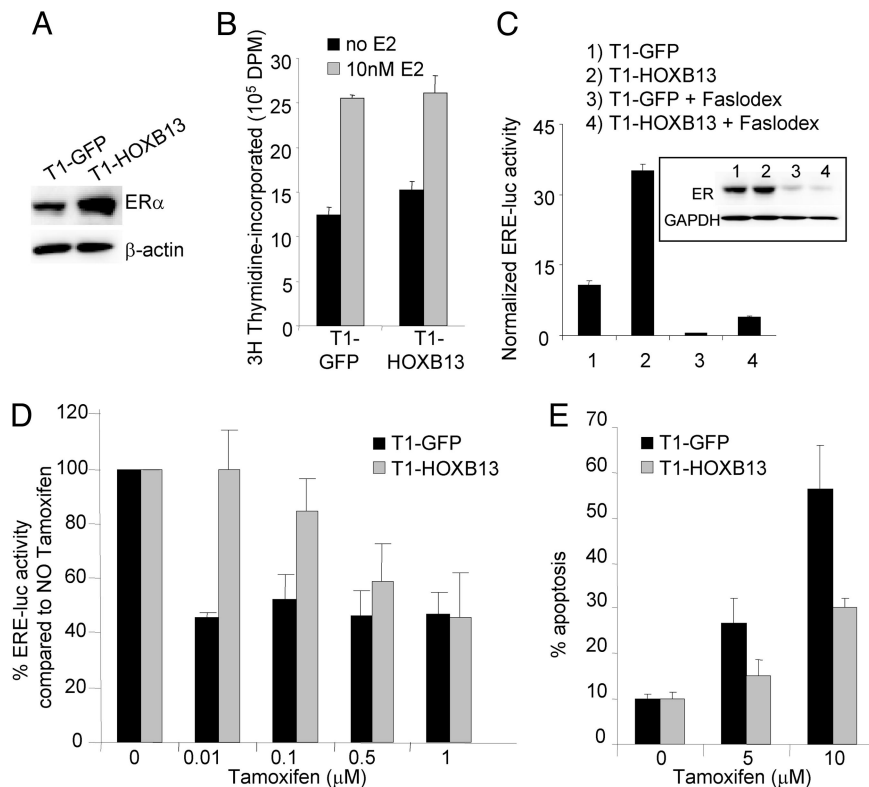 A
T1-GFP
T1-HOXB13
ERα
β-actin
B
no E2
10nM E2
3H Thymidine-incorporated (10⁵ DPM)
30
25
20
15
10
5
0
T1-
GFP
T1-
HOXB13
C
1) T1-GFP
2) T1-HOXB13
3) T1-GFP + Faslodex
4) T1-HOXB13 + Faslodex
Normalized ERE-luc activity
45
30
15
0
1 2 3 4
ER
GAPDH
1 2 3 4
D
T1-GFP
T1-HOXB13
% ERE-luc activity
compared to NO Tamoxifen
120
100
80
60
40
20
0
0 0.01 0.1 0.5 1
Tamoxifen (μM)
E
T1-GFP
T1-HOXB13
% apoptosis
70
60
50
30
20
10
0
0 5 10
Tamoxifen (μM)